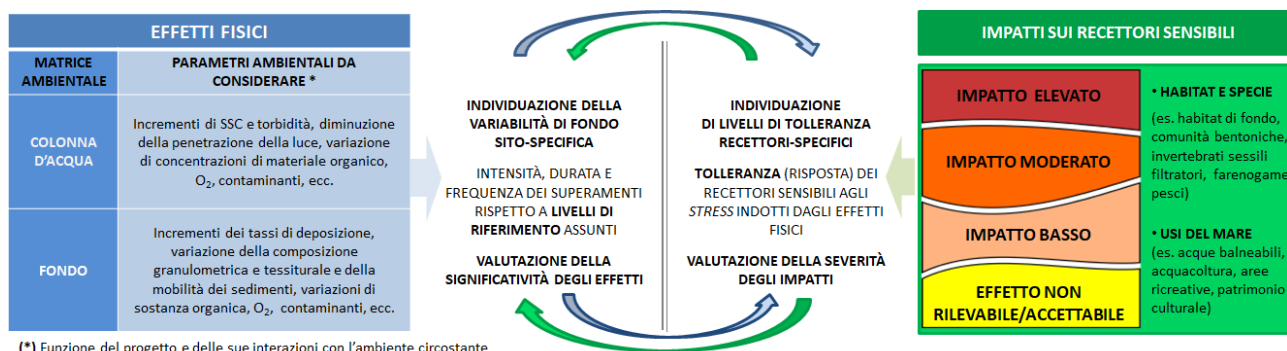 EFFETTI FISICI
MATRICE
AMBIENTALE
PARAMETRI AMBIENTALI DA
CONSIDERARE *
COLONNA
D'ACQUA
Incrementi di SSC e torbidità, diminuzione
della penetrazione della luce, variazione
di concentrazioni di materiale organico,
O₂, contaminanti, ecc.
FONDO
Incrementi dei tassi di deposizione,
variazione della composizione
granulometrica e tessiturale e della
mobilità dei sedimenti, variazioni di
sostanza organica, O₂, contaminanti, ecc.
(*) Funzione del progetto e delle sue interazioni con l'ambiente circostante
INDIVIDUAZIONE DELLA
VARIABILITÀ DI FONDO
SITO-SPECIFICA
INTENSITÀ, DURATA E
FREQUENZA DEI SUPERAMENTI
RISPETTO A LIVELLI DI
RIFERIMENTO ASSUNTI
VALUTAZIONE DELLA
SIGNIFICATIVITÀ DEGLI EFFETTI
INDIVIDUAZIONE
DI LIVELLI DI TOLLERANZA
RECETTORI-SPECIFICI
TOLLERANZA (RISPOSTA) DEI
RECETTORI SENSIBILI AGLI
STRESS INDOTTI DAGLI EFFETTI
FISICI
VALUTAZIONE DELLA SEVERITÀ
DEGLI IMPATTI
IMPATTI SUI RECETTORI SENSIBILI
IMPATTO ELEVATO
IMPATTO MODERATO
IMPATTO BASSO
EFFETTO NON
RILEVABILE/ACCETTABILE
• HABITAT E SPECIE
(es. habitat di fondo,
comunità bentoniche,
invertebrati sessili
filtratori, farenogame
pesci)
• USI DEL MARE
(es. acque balneabili,
acquacoltura, aree
ricreative, patrimonio
culturale)